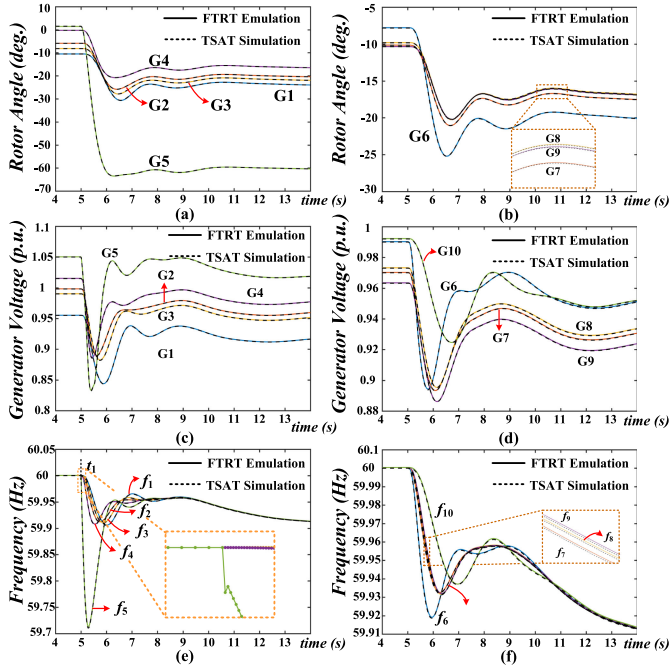 (a)
Rotor Angle (deg.)
10
0
-10
-20
-30
-40
-50
-60
-70
FTRT Emulation
TSAT Simulation
G4
G2
G3
G1
G5
4 5 6 7 8 9 10 11 12 13
time (s)
(b)
Rotor Angle (deg.)
-6
-10
-15
-20
-25
-30
FTRT Emulation
TSAT Simulation
G6
G8
G9
G7
4 5 6 7 8 9 10 11 12 13
time (s)
(c)
Generator Voltage (p.u.)
1.1
1.05
1
0.95
0.9
0.85
0.8
FTRT Emulation
TSAT Simulation
G5
G2
G4
G3
G1
4 5 6 7 8 9 10 11 12 13
time (s)
(d)
Generator Voltage (p.u.)
1
0.98
0.96
0.94
0.92
0.9
0.88
FTRT Emulation
TSAT Simulation
G10
G6
G8
G7
G9
4 5 6 7 8 9 10 11 12 13
time (s)
(e)
Frequency (Hz)
60.05
60
59.95
59.9
59.85
59.8
59.7
FTRT Emulation
TSAT Simulation
t1
f1
f2
f3
f4
f5
4 5 6 7 8 9 10 11 12 13
time (s)
(f)
Frequency (Hz)
60.1
60
59.99
59.98
59.97
59.96
59.95
59.94
59.93
59.92
59.91
FTRT Emulation
TSAT Simulation
f10
f9
f8
f7
f6
4 5 6 7 8 9 10 11 12 13
time (s)